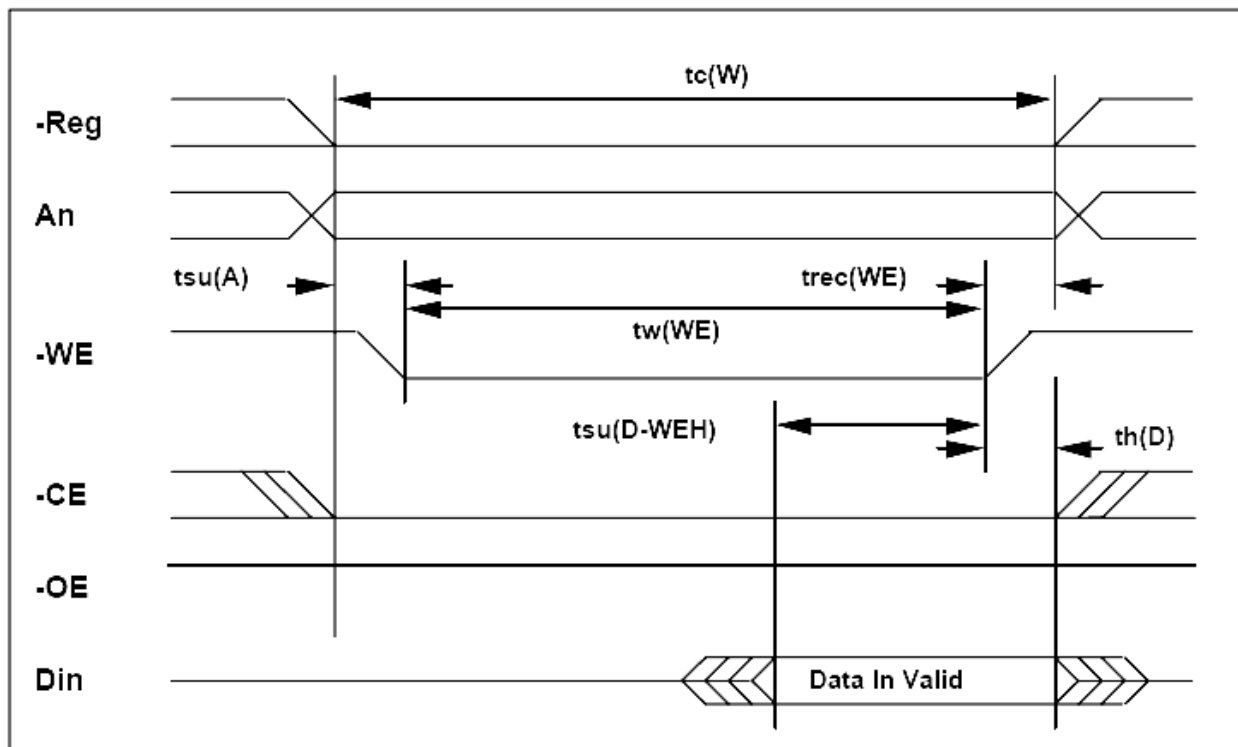 tc(W)
-Reg
An
tsu(A)
trec(WE)
tw(WE)
-WE
tsu(D-WEH)
th(D)
-CE
-OE
Din
Data In Valid